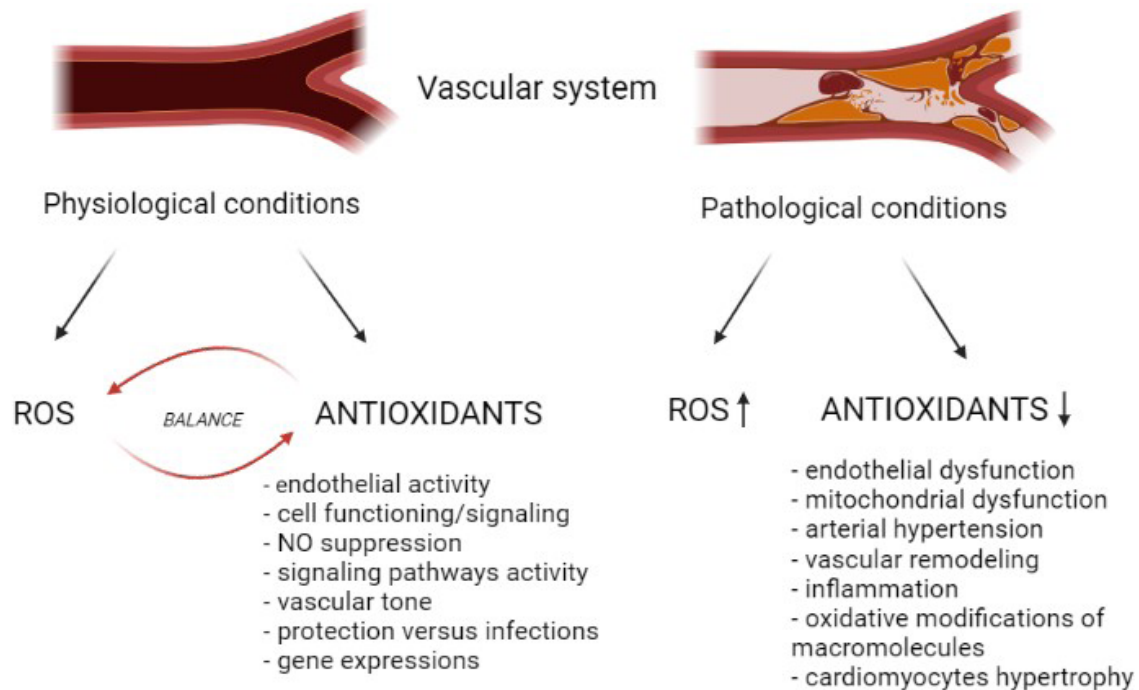 Vascular system
Physiological conditions
ROS
BALANCE
ANTIOXIDANTS
- endothelial activity
- cell functioning/signaling
- NO suppression
- signaling pathways activity
- vascular tone
- protection versus infections
- gene expressions
Pathological conditions
ROS ↑
ANTIOXIDANTS ↓
- endothelial dysfunction
- mitochondrial dysfunction
- arterial hypertension
- vascular remodeling
- inflammation
- oxidative modifications of
macromolecules
- cardiomyocytes hypertrophy